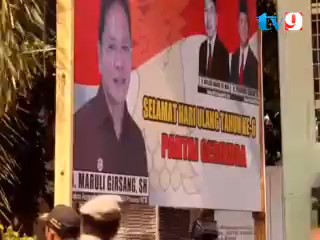 tv9
SELAMAT HARI ULANG TAHUN KE-6
PARTAI GERINDRA
MARULI GIRSANG, SH